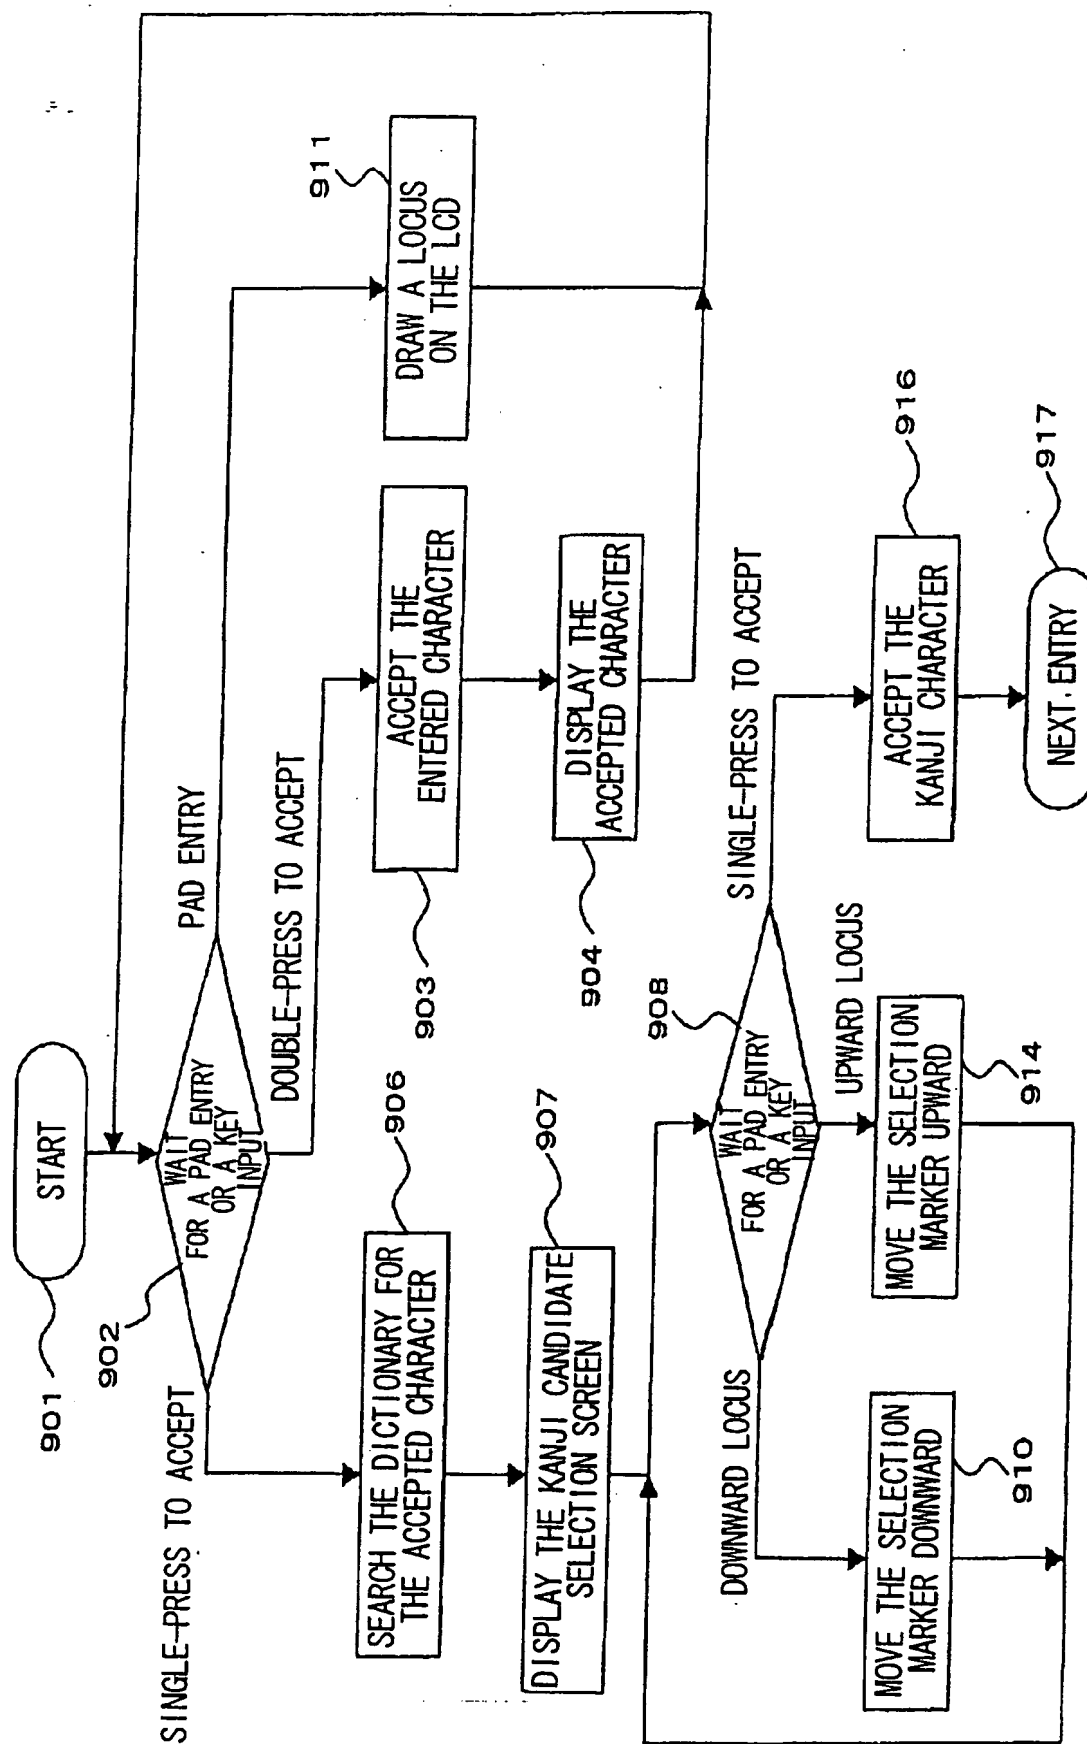 START
901
WAIT
FOR A PAD ENTRY
OR A KEY
INPUT
902
SINGLE-PRESS TO ACCEPT
DOUBLE-PRESS TO ACCEPT
PAD ENTRY
SEARCH THE DICTIONARY FOR
THE ACCEPTED CHARACTER
906
ACCEPT THE
ENTERED CHARACTER
903
DRAW A LOCUS
ON THE LCD
911
DISPLAY THE KANJI CANDIDATE
SELECTION SCREEN
907
DISPLAY THE
ACCEPTED CHARACTER
904
WAIT
FOR A PAD ENTRY
OR A KEY
INPUT
908
DOWNWARD LOCUS
UPWARD LOCUS
SINGLE-PRESS TO ACCEPT
MOVE THE SELECTION
MARKER DOWNWARD
910
MOVE THE SELECTION
MARKER UPWARD
914
ACCEPT THE
KANJI CHARACTER
916
NEXT ENTRY
917